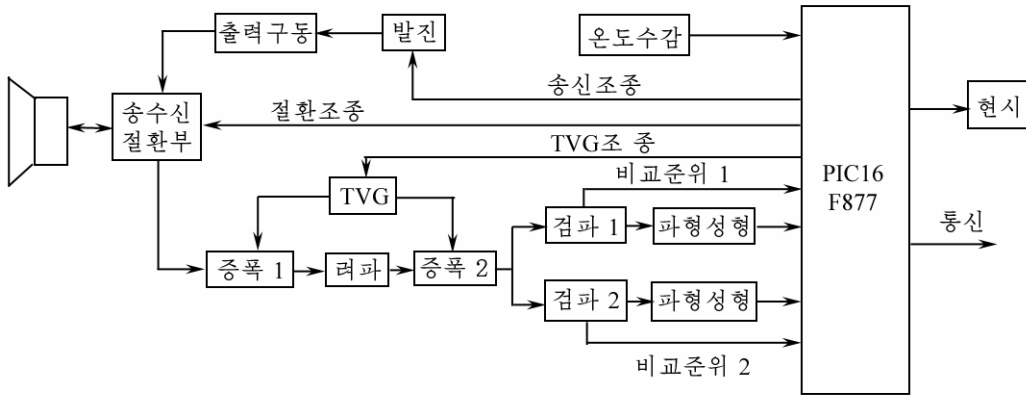 출력구동
발진
온도수감
송신조종
현시
송수신
절환부
절환조종
TVG조 종
비교준위 1
PIC16
F877
TVG
검파 1
파형성형
통신
증폭 1
려파
증폭 2
검파 2
파형성형
비교준위 2